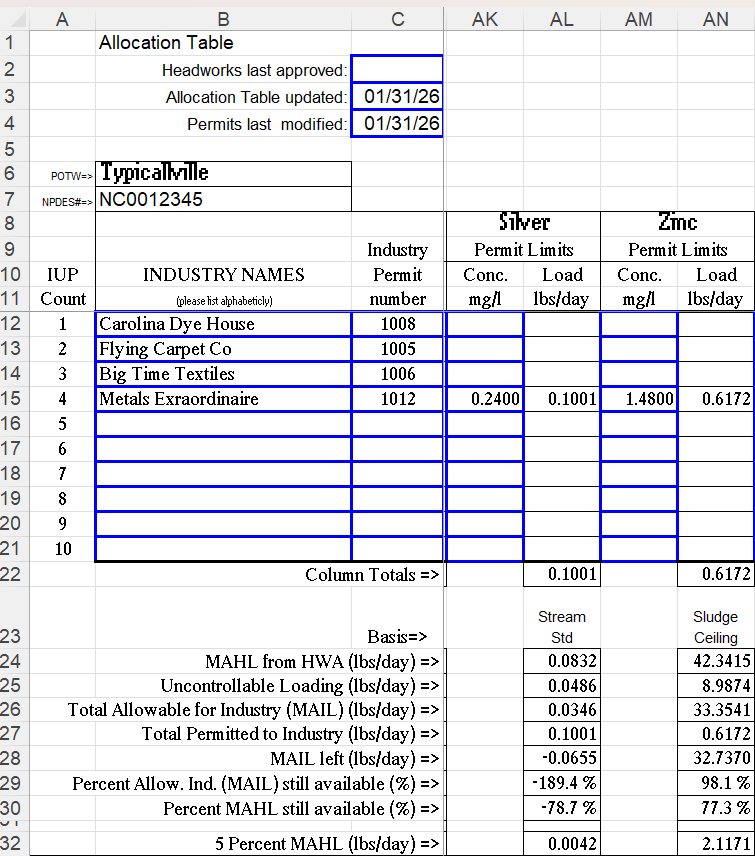 A B C AK AL AM AN
1 Allocation Table
2 Headworks last approved:
3 Allocation Table updated: 01/31/26
4 Permits last modified: 01/31/26
5
6 POTW=> Typicallville
7 NPDES#=> NC0012345
8 Silver Zinc
9 Industry Permit Limits Permit Limits
10 IUP INDUSTRY NAMES Permit Conc. Load Conc. Load
11 Count (please list alphabeticly) number mg/l lbs/day mg/l lbs/day
12 1 Carolina Dye House 1008
13 2 Flying Carpet Co 1005
14 3 Big Time Textiles 1006
15 4 Metals Exraordinaire 1012 0.2400 0.1001 1.4800 0.6172
16 5
17 6
18 7
19 8
20 9
21 10
22 Column Totals => 0.1001 0.6172
Stream Sludge
23 Basis=> Std Ceiling
24 MAHL from HWA (lbs/day) => 0.0832 42.3415
25 Uncontrollable Loading (lbs/day) => 0.0486 8.9874
26 Total Allowable for Industry (MAIL) (lbs/day) => 0.0346 33.3541
27 Total Permitted to Industry (lbs/day) => 0.1001 0.6172
28 MAIL left (lbs/day) => -0.0655 32.7370
29 Percent Allow. Ind. (MAIL) still available (%) => -189.4 % 98.1 %
30 Percent MAHL still available (%) => -78.7 % 77.3 %
32 5 Percent MAHL (lbs/day) => 0.0042 2.1171